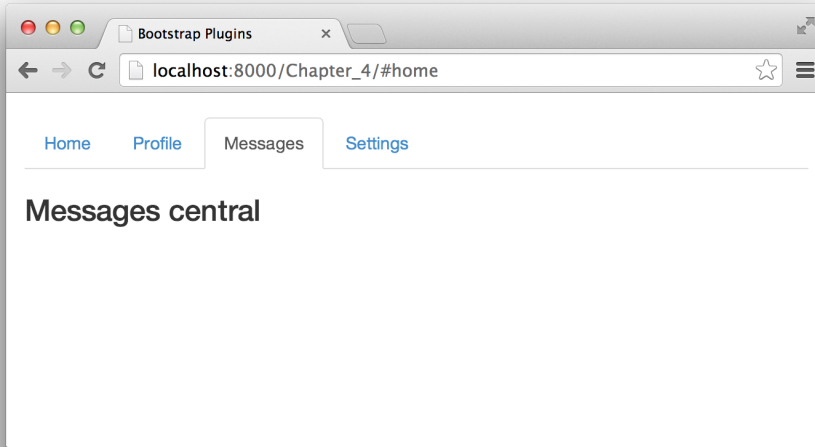 Bootstrap Plugins
localhost:8000/Chapter_4/#home
Home Profile Messages Settings
Messages central